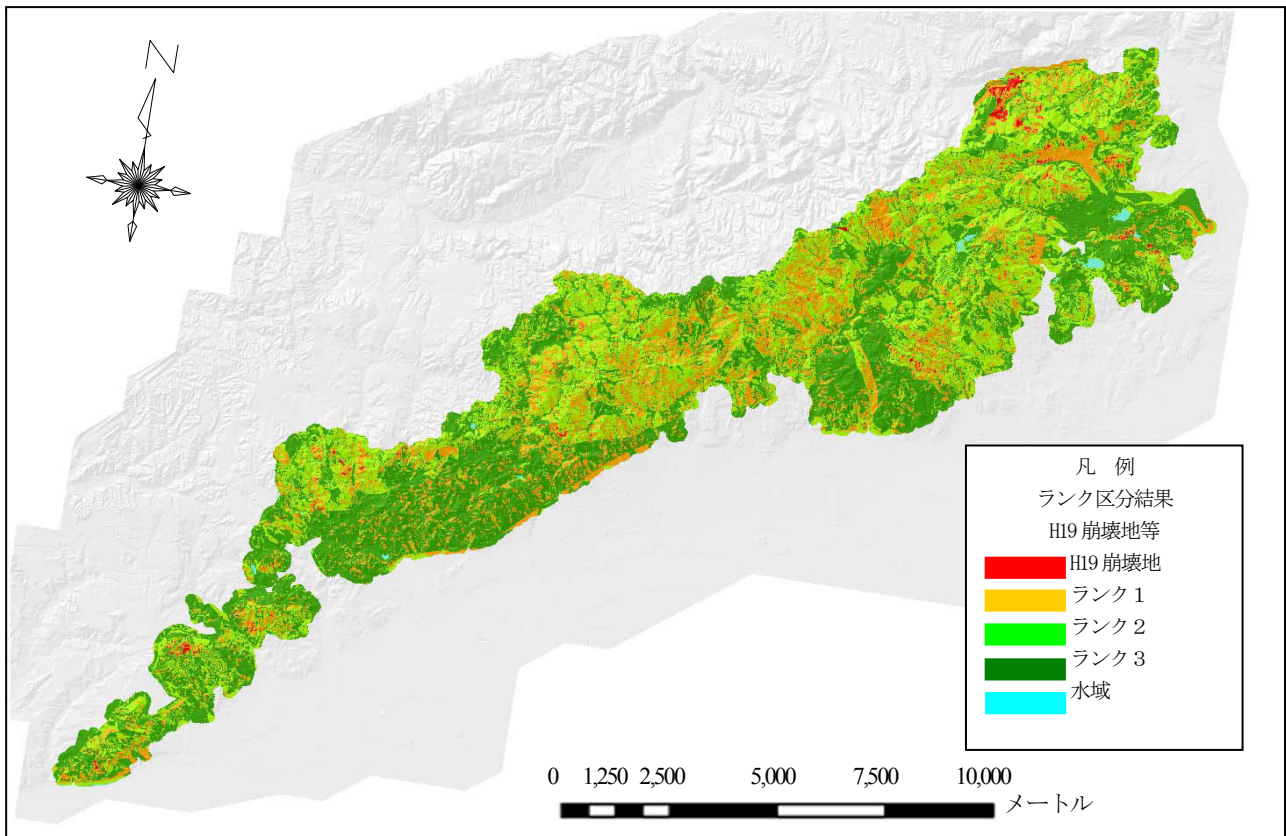 N
凡 例
ランク区分結果
H19 崩壊地等
H19 崩壊地
ランク１
ランク２
ランク３
水域
0 1,250 2,500 5,000 7,500 10,000
メートル